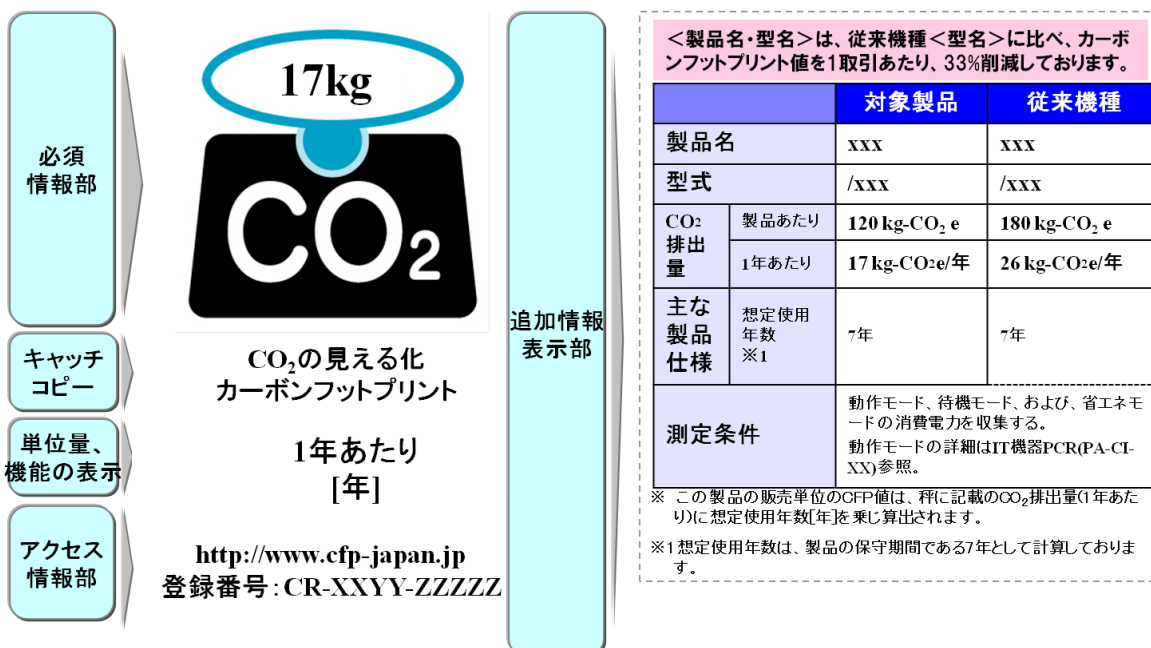 必須
情報部
17kg
CO2
キャッチ
コピー
CO2の見える化
カーボンフットプリント
単位量、
機能の表示
1年あたり
[年]
アクセス
情報部
http://www.cfp-japan.jp
登録番号：CR-XXYY-ZZZZZ
追加情報
表示部
＜製品名・型名＞は、従来機種＜型名＞に比べ、カーボ
ンフットプリント値を1取引あたり、33%削減しております。
対象製品 従来機種
製品名 xxx xxx
型式 /xxx /xxx
CO2
排出
量
製品あたり 120 kg-CO2 e 180 kg-CO2 e
1年あたり 17 kg-CO2e/年 26 kg-CO2e/年
主な
製品
仕様
想定使用
年数
※1
7年 7年
測定条件
動作モード、待機モード、および、省エネモ
ードの消費電力を収集する。
動作モードの詳細はIT機器PCR(PA-CI-
XX)参照。
※ この製品の販売単位のCFP値は、秤に記載のCO2排出量(1年あた
り)に想定使用年数[年]を乗じ算出されます。
※1想定使用年数は、製品の保守期間である7年として計算しておりま
す。